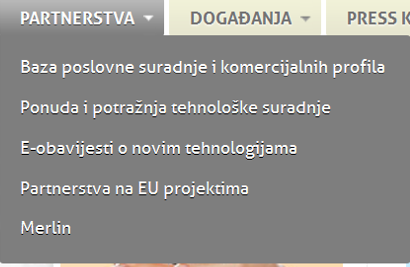 PARTNERSTVA DOGAĐANJA PRESS K
Baza poslovne suradnje i komercijalnih profila
Ponuda i potražnja tehnološke suradnje
E-obavijesti o novim tehnologijama
Partnerstva na EU projektima
Merlin